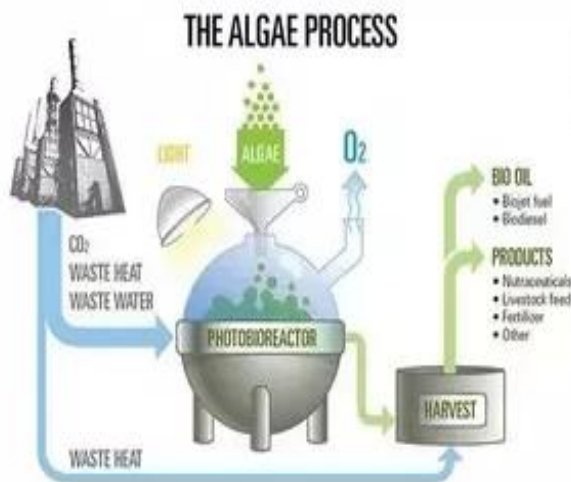 THE ALGAE PROCESS
LIGHT
ALGAE
O2
CO2
WASTE HEAT
WASTE WATER
PHOTOBIOREACTOR
BIO OIL
• Biojet fuel
• Biodiesel
PRODUCTS
• Nutraceuticals
• Livestock feed
• Fertilizer
• Other
HARVEST
WASTE HEAT